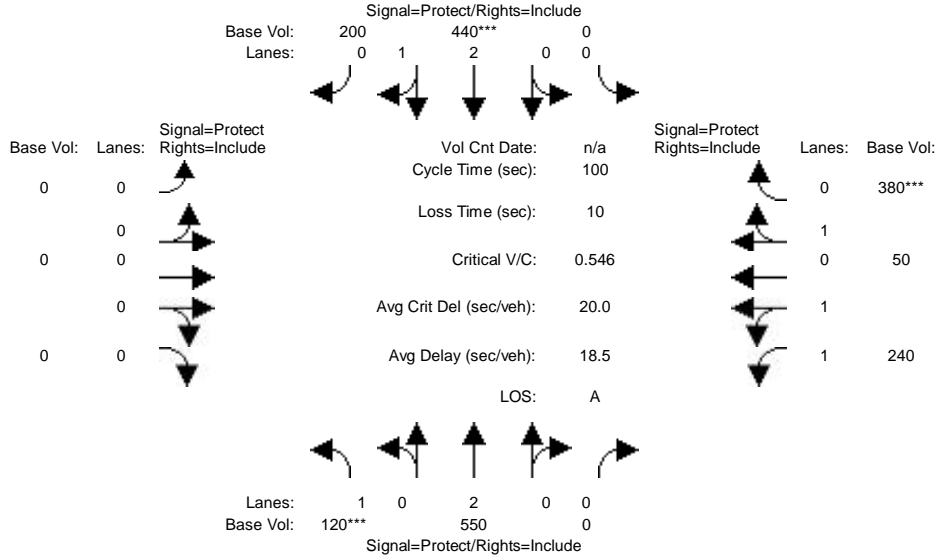 Signal=Protect/Rights=Include
Base Vol: 200 440*** 0
Lanes: 0 1 2 0 0
Signal=Protect
Rights=Include
Base Vol: Lanes:
Vol Cnt Date: n/a
Signal=Protect
Rights=Include
Lanes: Base Vol:
Cycle Time (sec): 100
0 0
0 380***
Loss Time (sec): 10
0
1
0 0
Critical V/C: 0.546
0 50
0
Avg Crit Del (sec/veh): 20.0
1
0 0
Avg Delay (sec/veh): 18.5
1 240
LOS: A
Lanes: 1 0 2 0 0
Base Vol: 120*** 550 0
Signal=Protect/Rights=Include